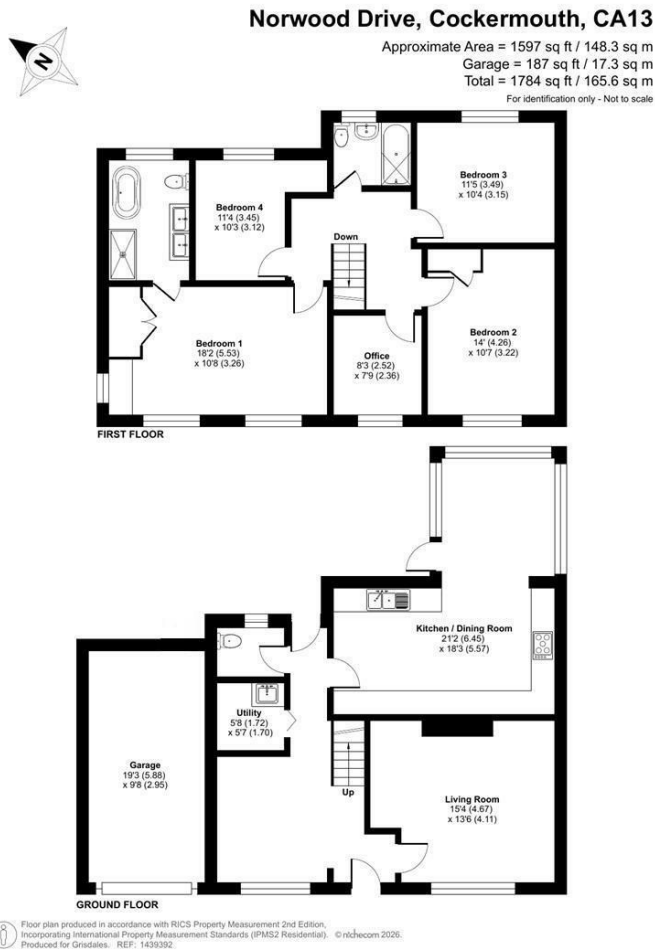 Norwood Drive, Cockermouth, CA13
Approximate Area = 1597 sq ft / 148.3 sq m
Garage = 187 sq ft / 17.3 sq m
Total = 1784 sq ft / 165.6 sq m
For identification only - Not to scale
N
Bedroom 3
11'5 (3.49)
x 10'4 (3.15)
Bedroom 4
11'4 (3.45)
x 10'3 (3.12)
Down
Bedroom 1
18'2 (5.53)
x 10'8 (3.26)
Bedroom 2
14' (4.26)
x 10'7 (3.22)
Office
8'3 (2.52)
x 7'9 (2.36)
FIRST FLOOR
Kitchen / Dining Room
21'2 (6.45)
x 18'3 (5.57)
Utility
5'8 (1.72)
x 5'7 (1.70)
Garage
19'3 (5.88)
x 9'8 (2.95)
Up
Living Room
15'4 (4.67)
x 13'6 (4.11)
GROUND FLOOR
Floor plan produced in accordance with RICS Property Measurement 2nd Edition,
Incorporating International Property Measurement Standards (IPMS2 Residential). © nichecom 2026.
Produced for Grisdales. REF: 1439392